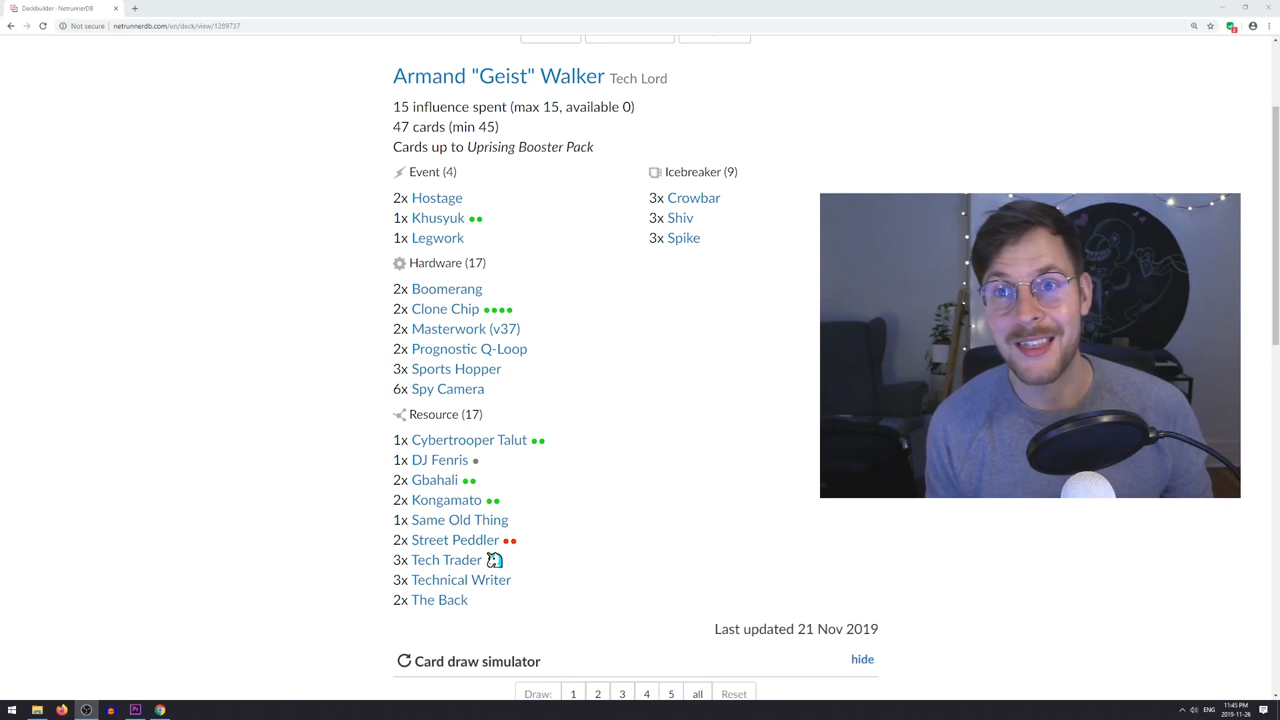 Deckbuilder · NetrunnerDB
Not secure
netrunnerdb.com/en/deck/view/1289737
Armand "Geist" Walker Tech Lord
15 influence spent (max 15, available 0)
47 cards (min 45)
Cards up to Uprising Booster Pack
Event (4)
2x Hostage
1x Khusyuk
1x Legwork
Hardware (17)
2x Boomerang
2x Clone Chip
2x Masterwork (v37)
2x Prognostic Q-Loop
3x Sports Hopper
6x Spy Camera
Resource (17)
1x Cybertrooper Talut
1x DJ Fenris
2x Gbahali
2x Kongamato
1x Same Old Thing
2x Street Peddler
3x Tech Trader
3x Technical Writer
2x The Back
Icebreaker (9)
3x Crowbar
3x Shiv
3x Spike
Last updated 21 Nov 2019
Card draw simulator
hide
Draw: 1 2 3 4 5 all Reset
ENG
11:45 PM
2019-11-26